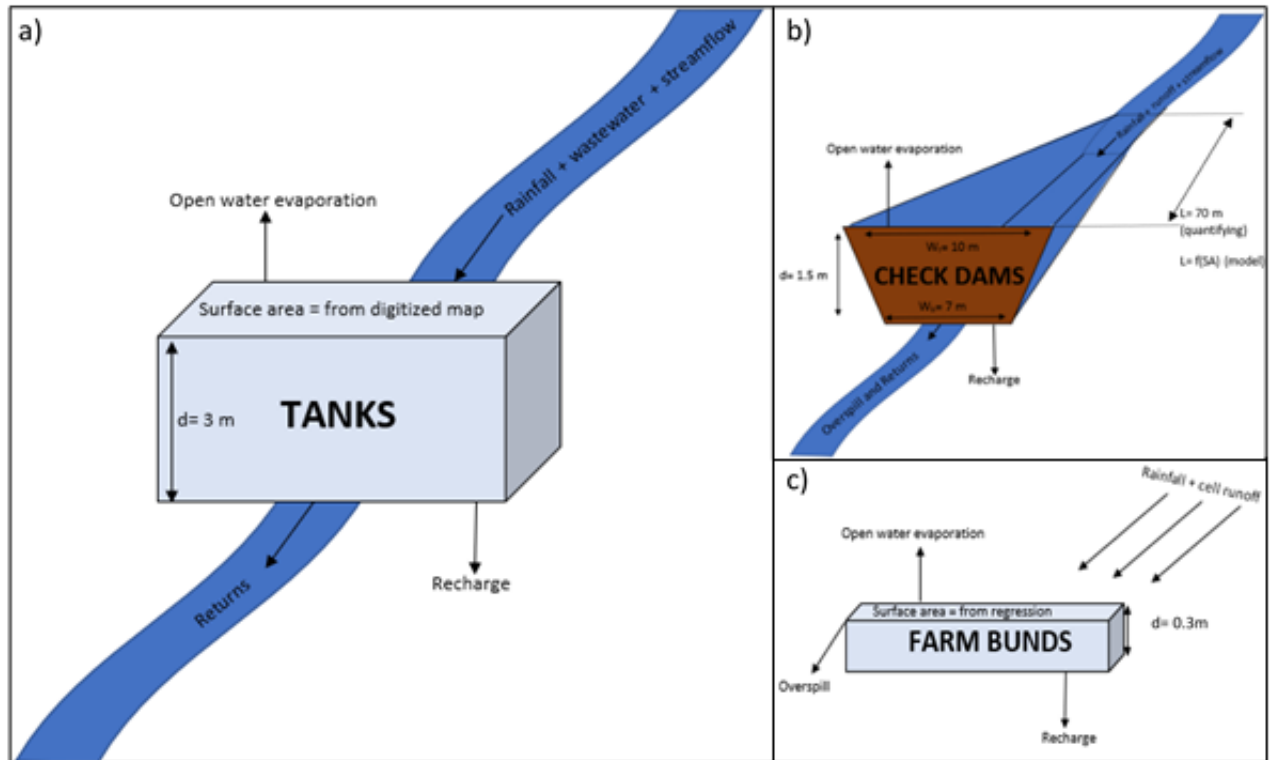 a)
Rainfall + wastewater + streamflow
Open water evaporation
Surface area = from digitized map
d= 3 m
TANKS
Recharge
Returns
b)
Rainfall + runoff + streamflow
Open water evaporation
L= 70 m
(quantifying)
L= f(SA) (model)
d= 1.5 m
= 10 m
CHECK DAMS
= 7 m
Recharge
Overspill and Returns
c)
Rainfall + cell runoff
Open water evaporation
Surface area = from regression
d= 0.3m
FARM BUNDS
Overspill
Recharge